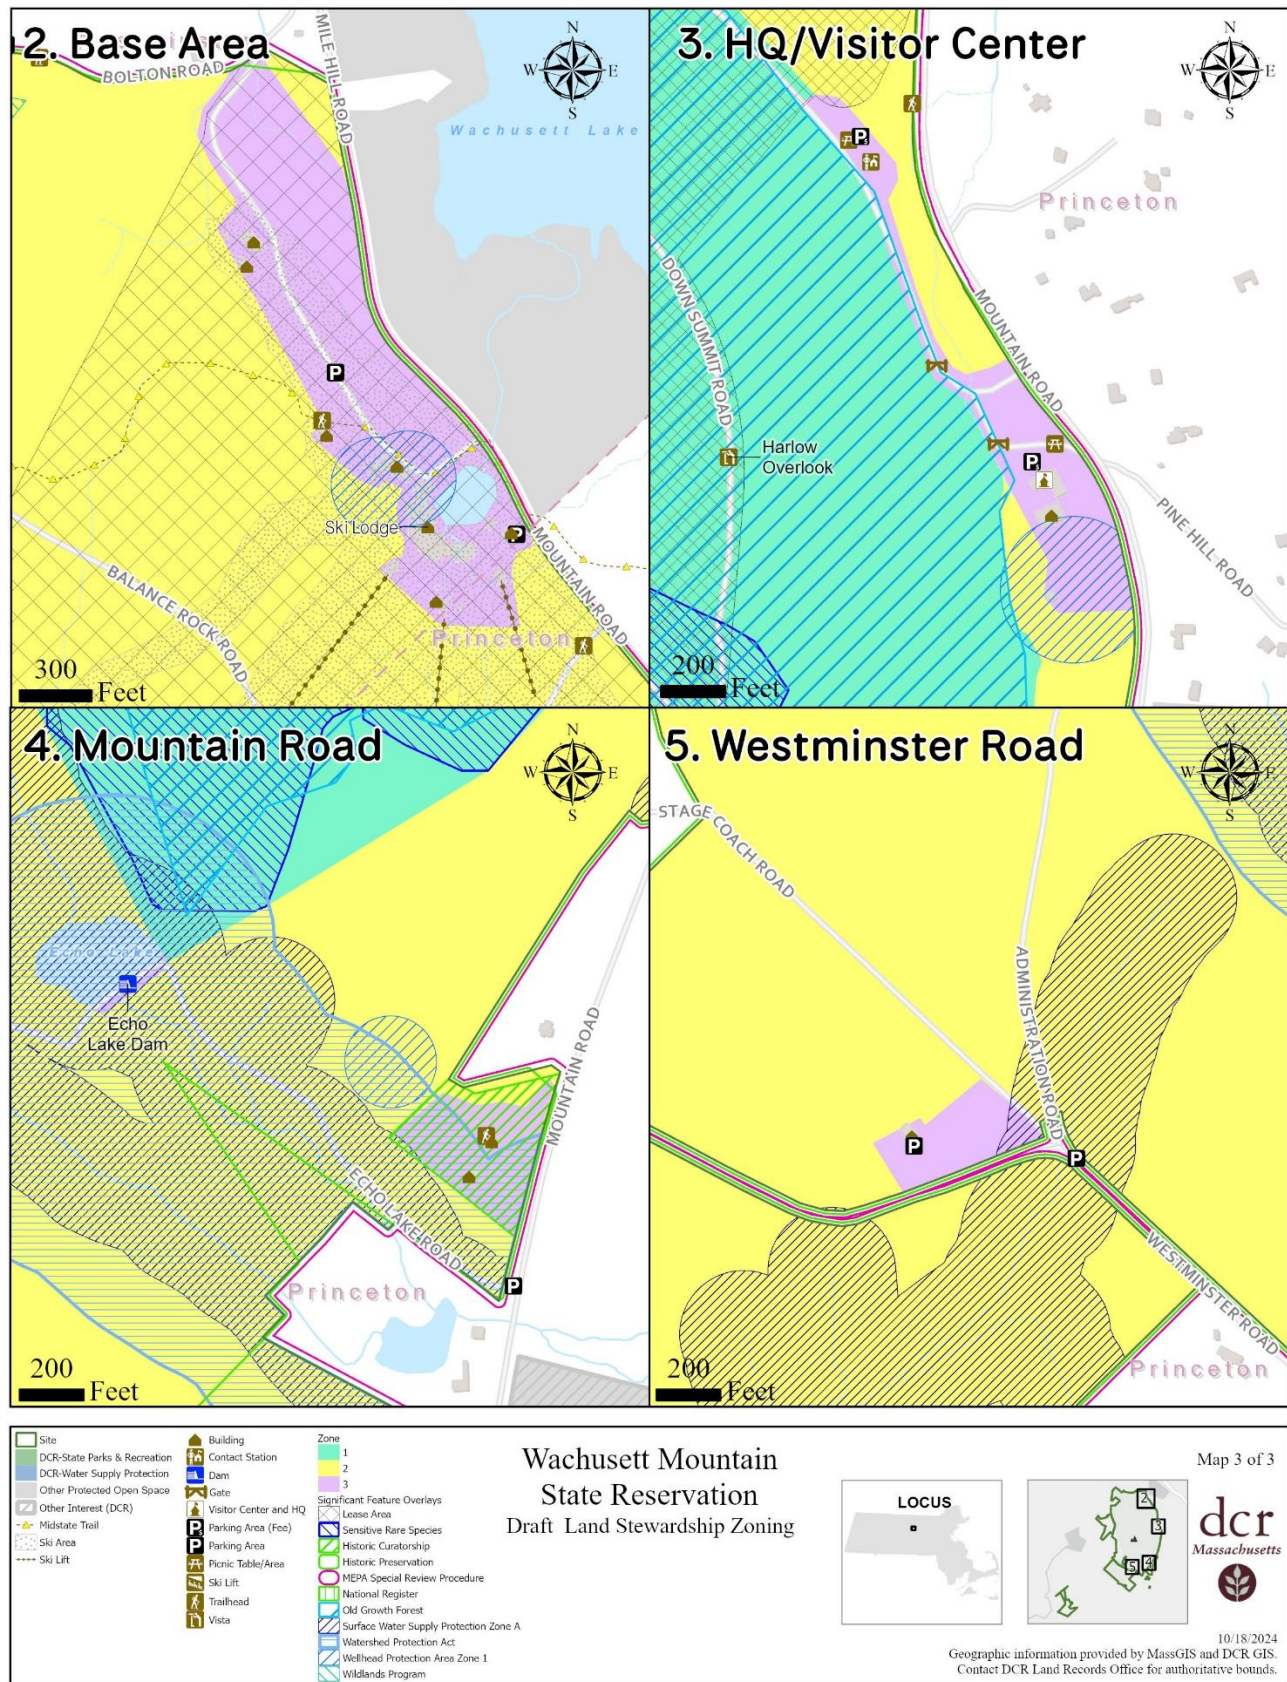 2. Base Area
BOLTON ROAD
MILE HILL ROAD
Wachusett Lake
N
W E
S
P
P
Ski Lodge
MOUNTAIN ROAD
BALANCE ROCK ROAD
Princeton
300
Feet
3. HQ/Visitor Center
N
W E
S
P
Princeton
DOWN SUMMIT ROAD
MOUNTAIN ROAD
Harlow
Overlook
P
PINE HILL ROAD
200
Feet
4. Mountain Road
N
W E
S
Echo Lake
Echo
Lake Dam
MOUNTAIN ROAD
ECHO LAKE ROAD
P
Princeton
200
Feet
5. Westminster Road
N
W E
S
STAGE COACH ROAD
ADMINISTRATION ROAD
P
P
WESTMINSTER ROAD
Princeton
200
Feet
Site
DCR-State Parks & Recreation
DCR-Water Supply Protection
Other Protected Open Space
Other Interest (DCR)
Midstate Trail
Ski Area
Ski Lift
Building
Contact Station
Dam
Gate
Visitor Center and HQ
Parking Area (Fee)
Parking Area
Picnic Table/Area
Ski Lift
Trailhead
Vista
Zone
1
2
3
Significant Feature Overlays
Lease Area
Sensitive Rare Species
Historic Curatorship
Historic Preservation
MEPA Special Review Procedure
National Register
Old Growth Forest
Surface Water Supply Protection Zone A
Watershed Protection Act
Wellhead Protection Area Zone 1
Wildlands Program
Wachusett Mountain
State Reservation
Draft Land Stewardship Zoning
LOCUS
2
3
4
5
Map 3 of 3
dcr
Massachusetts
10/18/2024
Geographic information provided by MassGIS and DCR GIS.
Contact DCR Land Records Office for authoritative bounds.